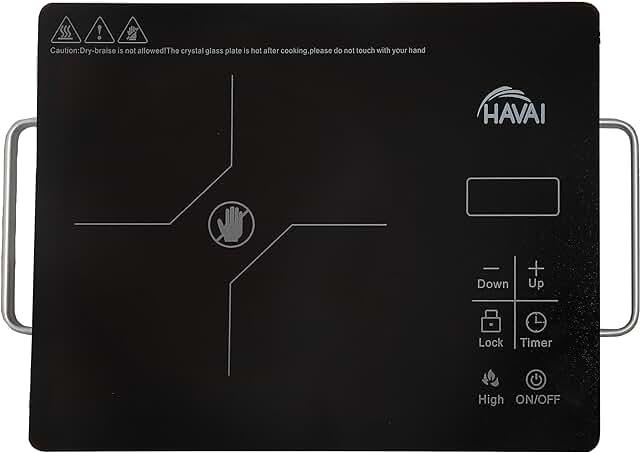 Caution:Dry-braise is not allowed!The crystal glass plate is hot after cooking,please do not touch with your hand
HAVAI
Down Up
Lock Timer
High ON/OFF